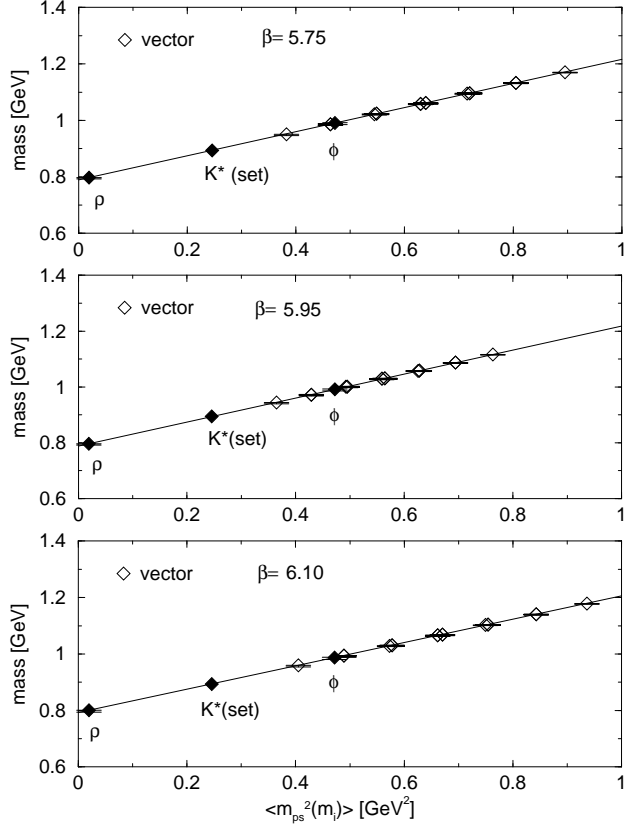 1.4
◇ vector β= 5.75
1.2
mass [GeV]
1
0.8
0.6
ρ
K* (set)
ϕ
0 0.2 0.4 0.6 0.8 1
1.4
◇ vector β= 5.95
1.2
mass [GeV]
1
0.8
0.6
ρ
K*(set)
ϕ
0 0.2 0.4 0.6 0.8 1
1.4
◇ vector β= 6.10
1.2
mass [GeV]
1
0.8
0.6
ρ
K*(set)
ϕ
0 0.2 0.4 0.6 0.8 1
<m_ps²(m_i)> [GeV²]